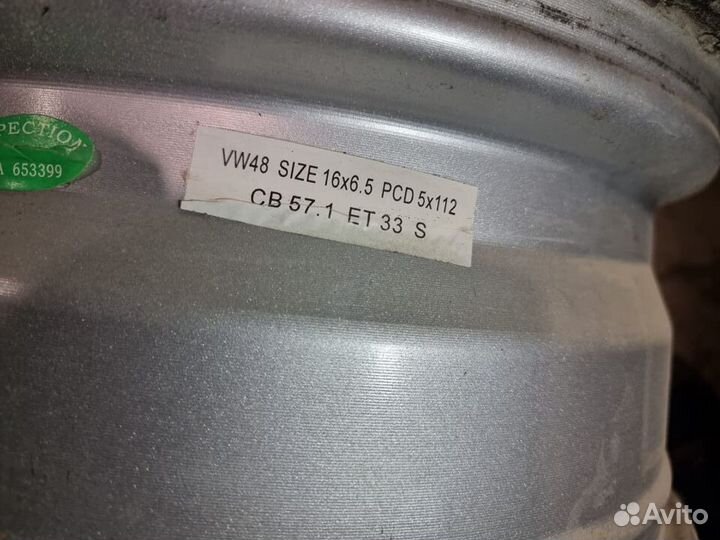 PECTION
A 653399
VW48 SIZE 16x6.5 PCD 5x112
CB 57.1 ET 33 S
Avito